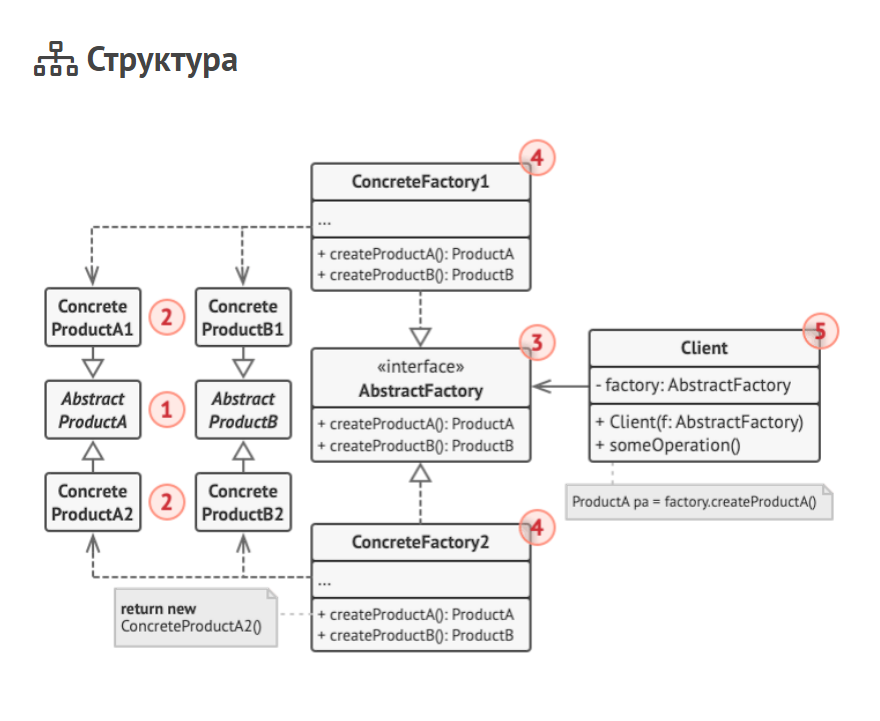 Структура
4
ConcreteFactory1
...
+ createProductA(): ProductA
+ createProductB(): ProductB
Concrete
ProductA1
2
Concrete
ProductB1
Abstract
ProductA
1
Abstract
ProductB
Concrete
ProductA2
2
Concrete
ProductB2
3
«interface»
AbstractFactory
+ createProductA(): ProductA
+ createProductB(): ProductB
5
Client
- factory: AbstractFactory
+ Client(f: AbstractFactory)
+ someOperation()
ProductA pa = factory.createProductA()
4
ConcreteFactory2
...
+ createProductA(): ProductA
+ createProductB(): ProductB
return new
ConcreteProductA2()